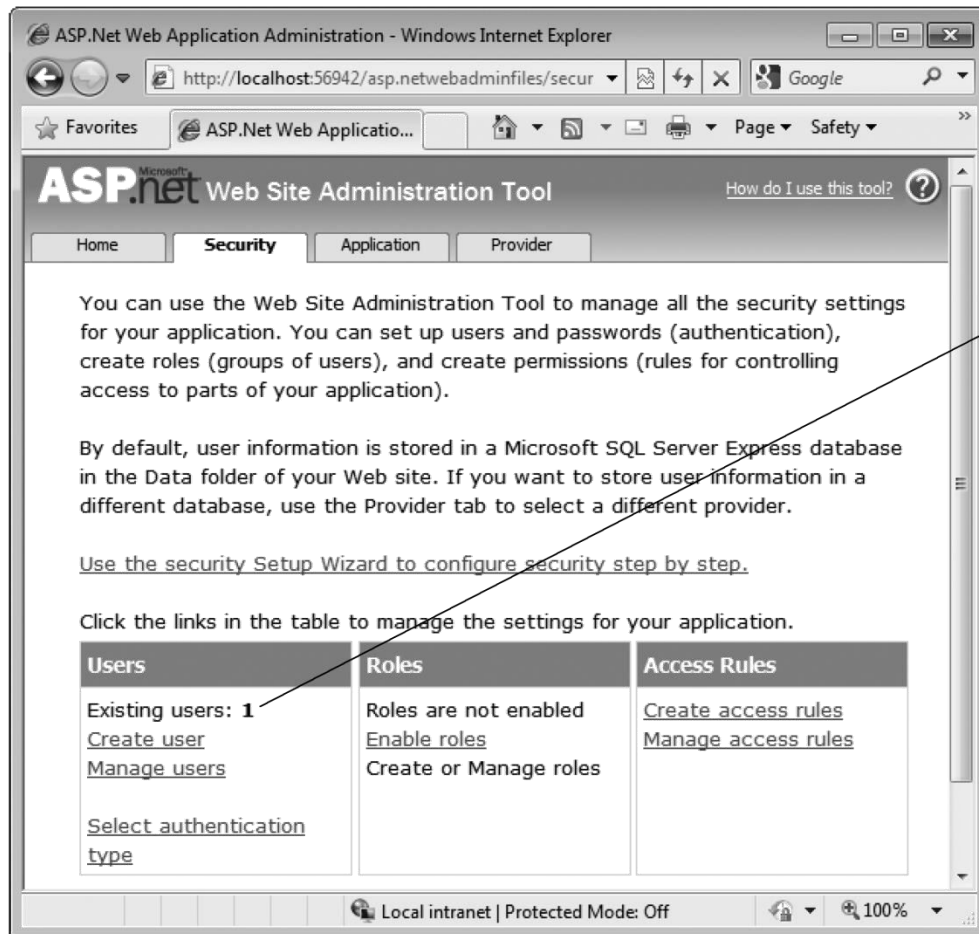 ASP.Net Web Application Administration - Windows Internet Explorer
http://localhost:56942/asp.netwebadminfiles/secur
Google
Favorites
ASP.Net Web Applicatio...
Page
Safety
»
Microsoft
ASP.net Web Site Administration Tool
How do I use this tool? ?
Home Security Application Provider
You can use the Web Site Administration Tool to manage all the security settings
for your application. You can set up users and passwords (authentication),
create roles (groups of users), and create permissions (rules for controlling
access to parts of your application).
By default, user information is stored in a Microsoft SQL Server Express database
in the Data folder of your Web site. If you want to store user information in a
different database, use the Provider tab to select a different provider.
Use the security Setup Wizard to configure security step by step.
Click the links in the table to manage the settings for your application.
Users
Existing users: 1
Create user
Manage users
Select authentication
type
Roles
Roles are not enabled
Enable roles
Create or Manage roles
Access Rules
Create access rules
Manage access rules
Local intranet | Protected Mode: Off
100%